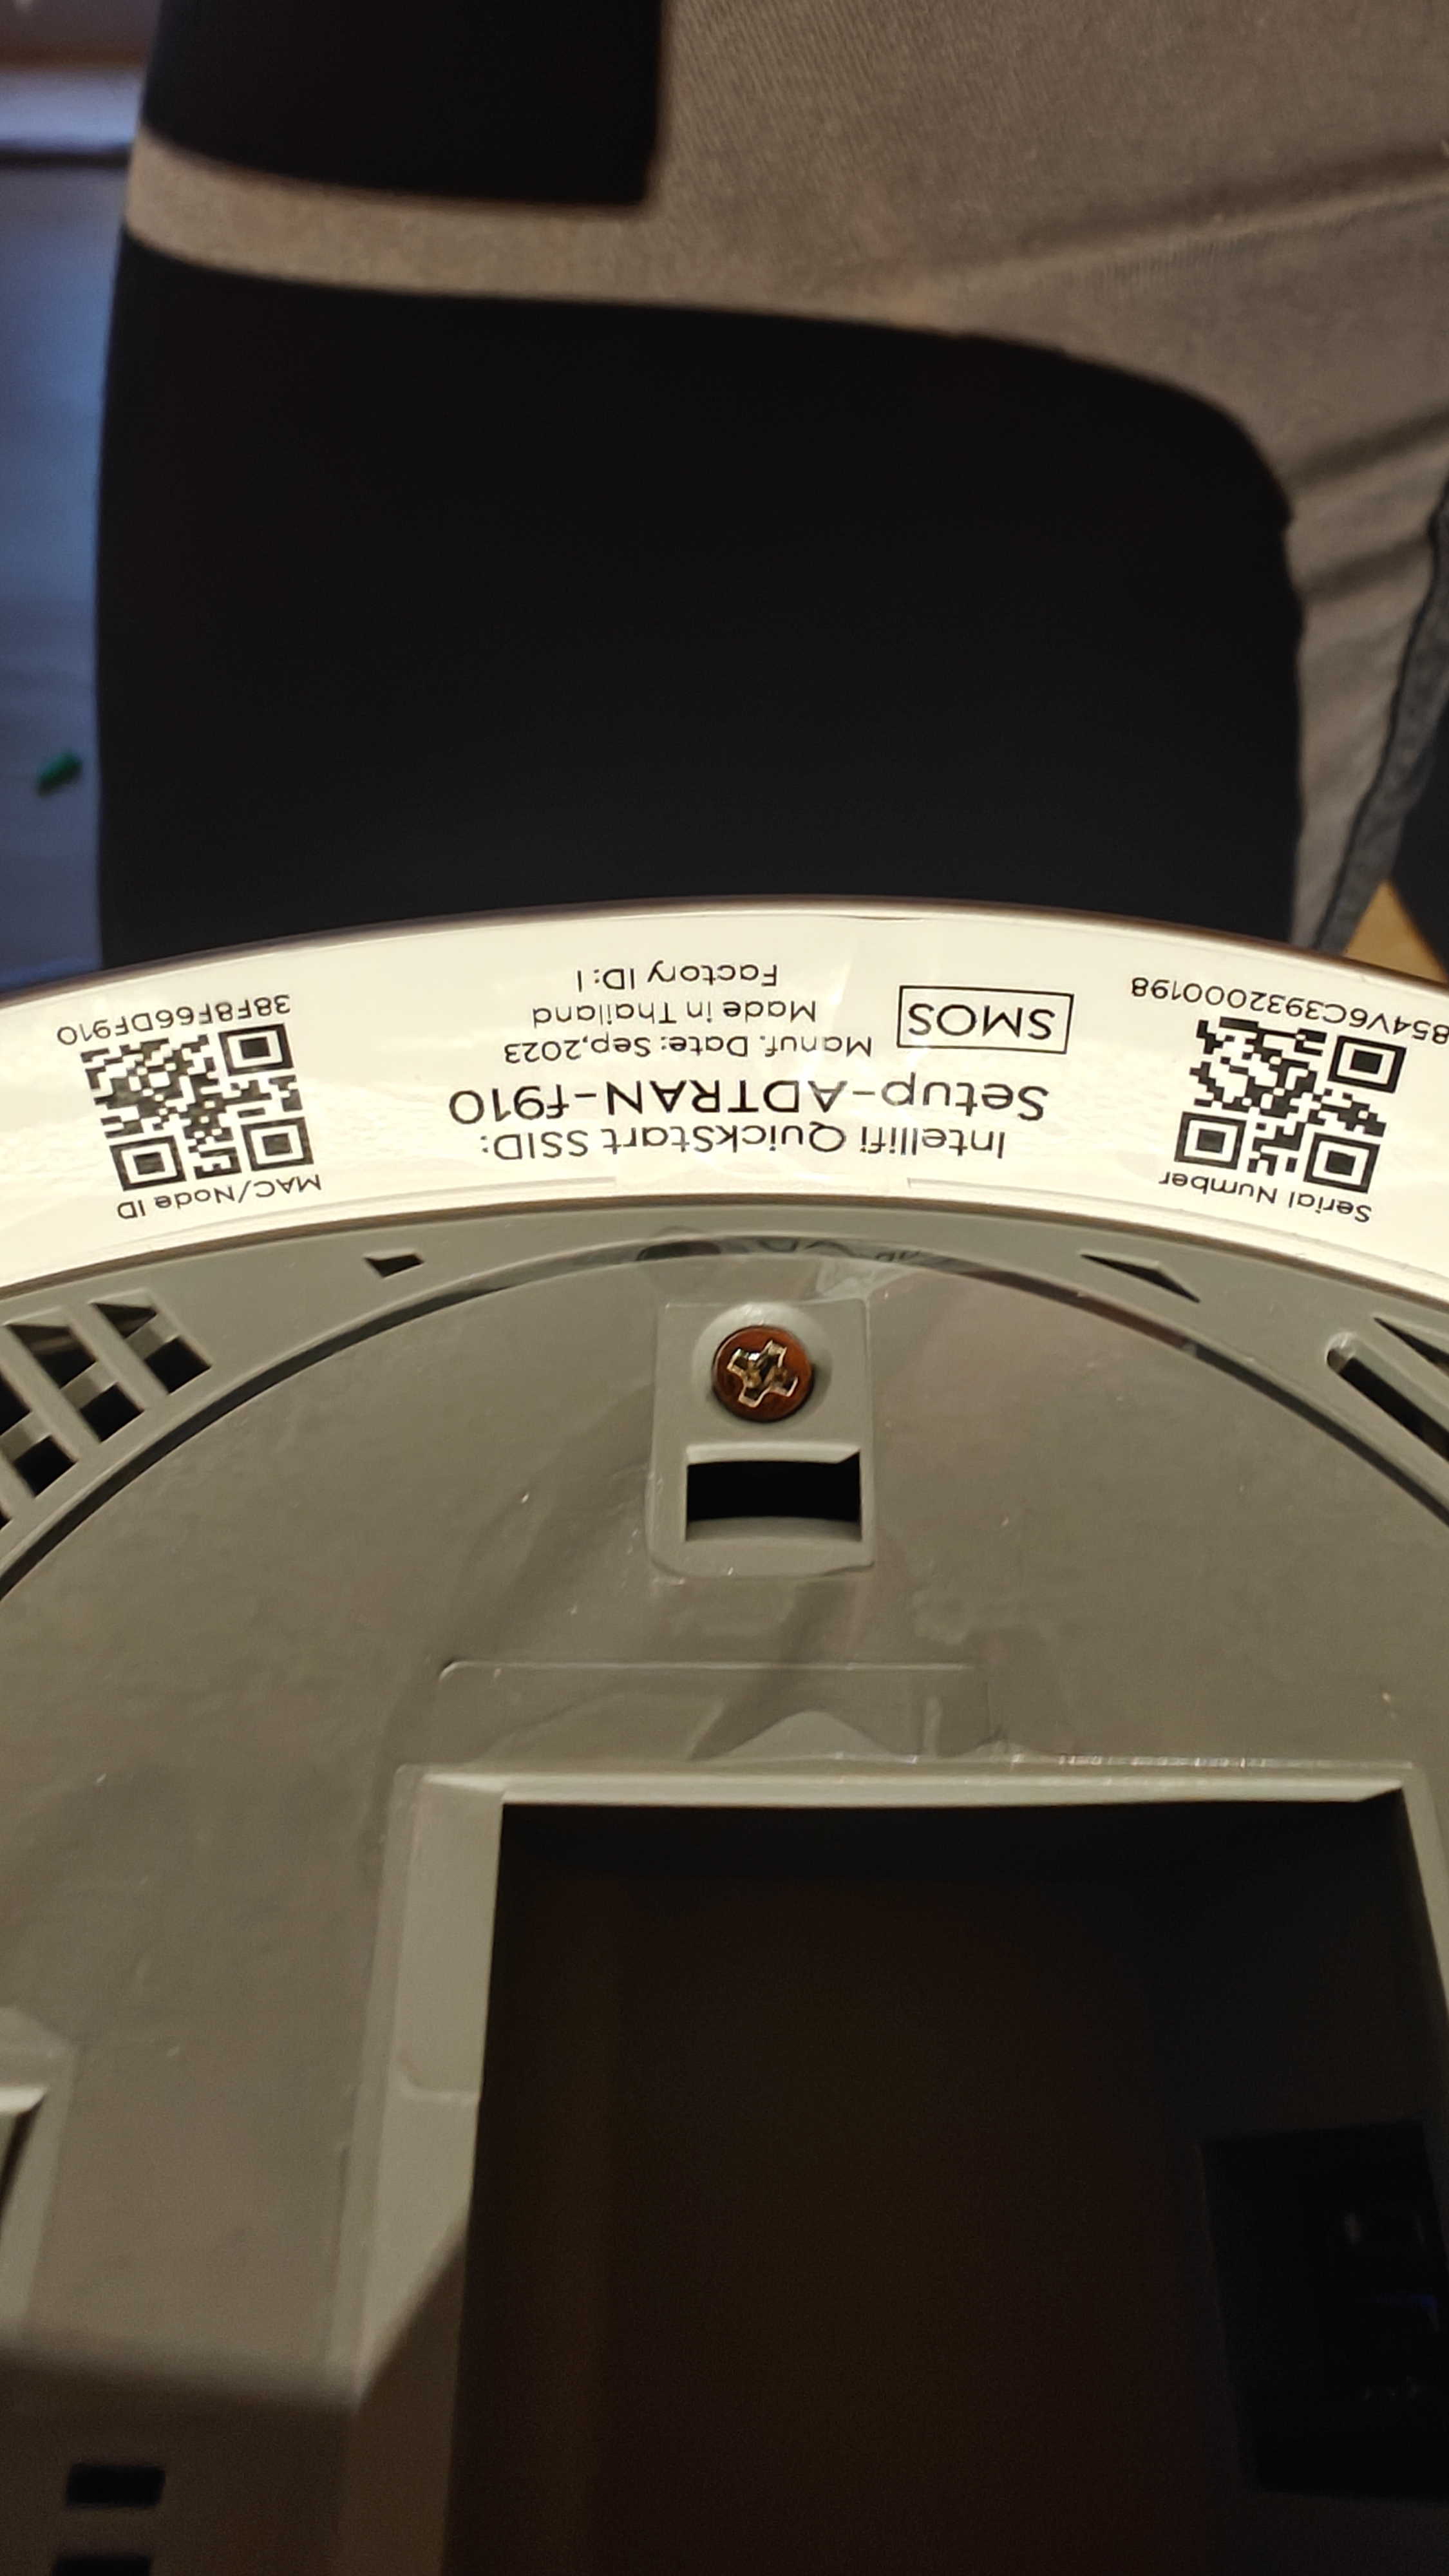 Serial Number
854V6C3932000198
Intellifi QuickStart SSID:
Setup-ADTRAN-f910
Manuf. Date: Sep,2023
Made in Thailand
Factory ID: I
SMOS
MAC/Node ID
38F8F66DF910